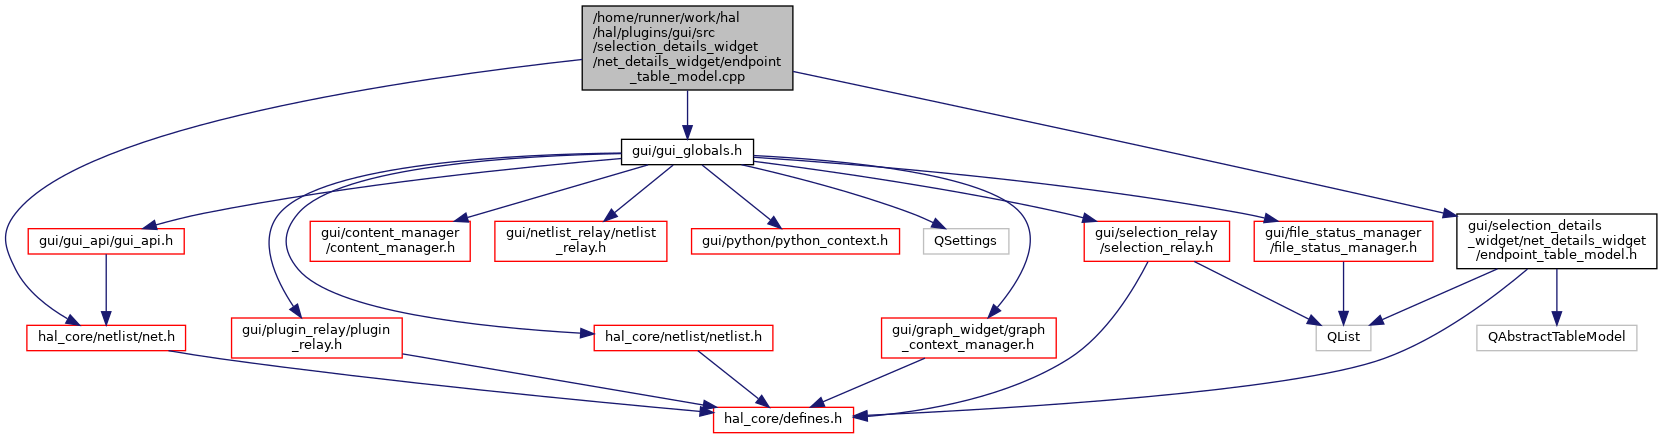 /home/runner/work/hal
/hal/plugins/gui/src
/selection_details_widget
/net_details_widget/endpoint
_table_model.cpp
gui/gui_globals.h
gui/gui_api/gui_api.h
gui/content_manager
/content_manager.h
gui/netlist_relay/netlist
_relay.h
gui/python/python_context.h
QSettings
gui/selection_relay
/selection_relay.h
gui/file_status_manager
/file_status_manager.h
gui/selection_details
_widget/net_details_widget
/endpoint_table_model.h
hal_core/netlist/net.h
gui/plugin_relay/plugin
_relay.h
hal_core/netlist/netlist.h
gui/graph_widget/graph
_context_manager.h
QList
QAbstractTableModel
hal_core/defines.h